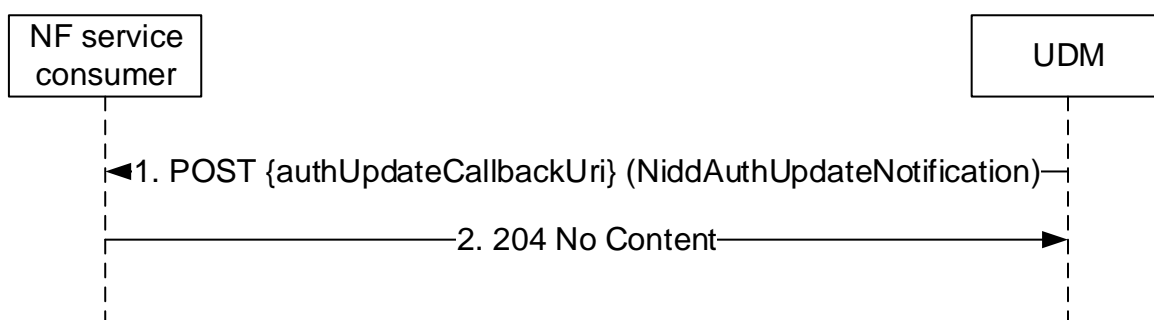 NF service
consumer
UDM
1. POST {authUpdateCallbackUri} (NiddAuthUpdateNotification)
2. 204 No Content